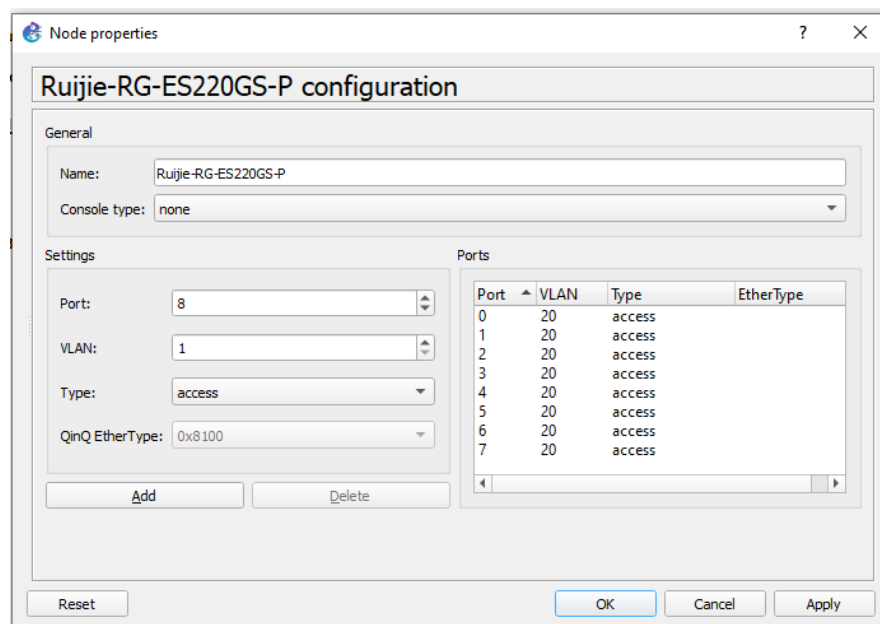 Node properties
Ruijie-RG-ES220GS-P configuration
General
Name: Ruijie-RG-ES220GS-P
Console type: none
Settings
Port: 8
VLAN: 1
Type: access
QinQ EtherType: 0x8100
Add Delete
Ports
Port VLAN Type EtherType
0 20 access
1 20 access
2 20 access
3 20 access
4 20 access
5 20 access
6 20 access
7 20 access
Reset OK Cancel Apply